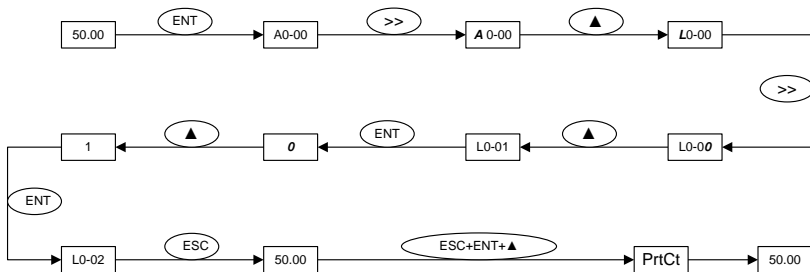 50.00 ENT A0-00 >> A 0-00 ▲ L0-00
>>
L0-00 ▲ L0-01 ENT 0 ▲ 1
ENT
L0-02 ESC 50.00 ESC+ENT+▲ PrtCt 50.00